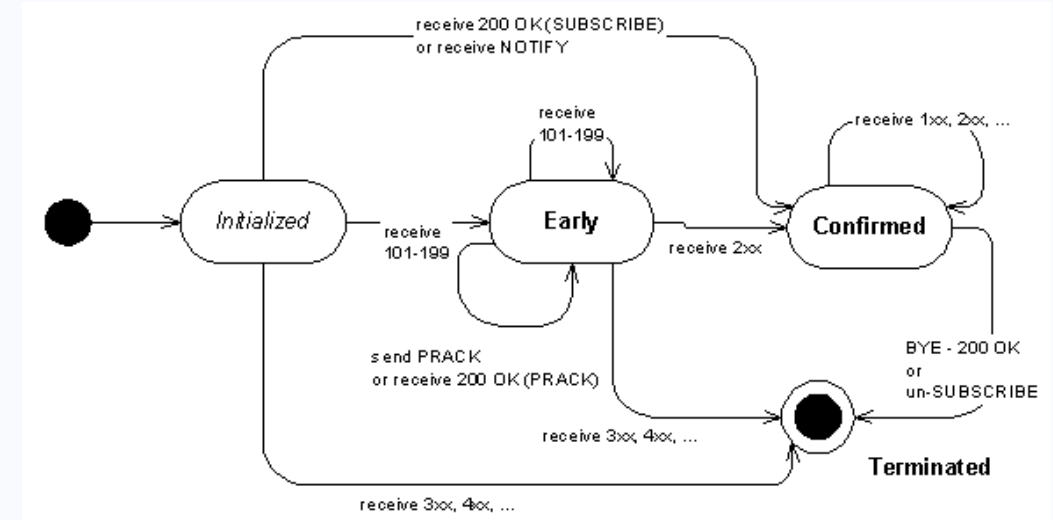 receive 200 OK (SUBSCRIBE)
or receive NOTIFY
receive
101-199
receive 1xx, 2xx, ...
Initialized
receive
101-199
Early
receive 2xx
Confirmed
send PRACK
or receive 200 OK (PRACK)
BYE - 200 OK
or
un-SUBSCRIBE
receive 3xx, 4xx, ...
Terminated
receive 3xx, 4xx, ...